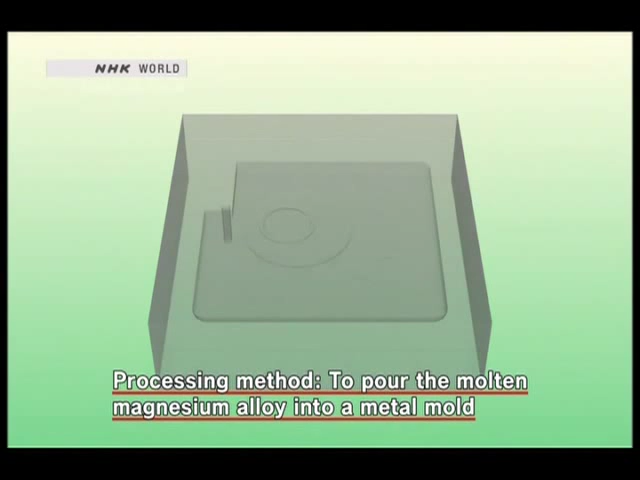 NHK WORLD
Processing method: To pour the molten
magnesium alloy into a metal mold